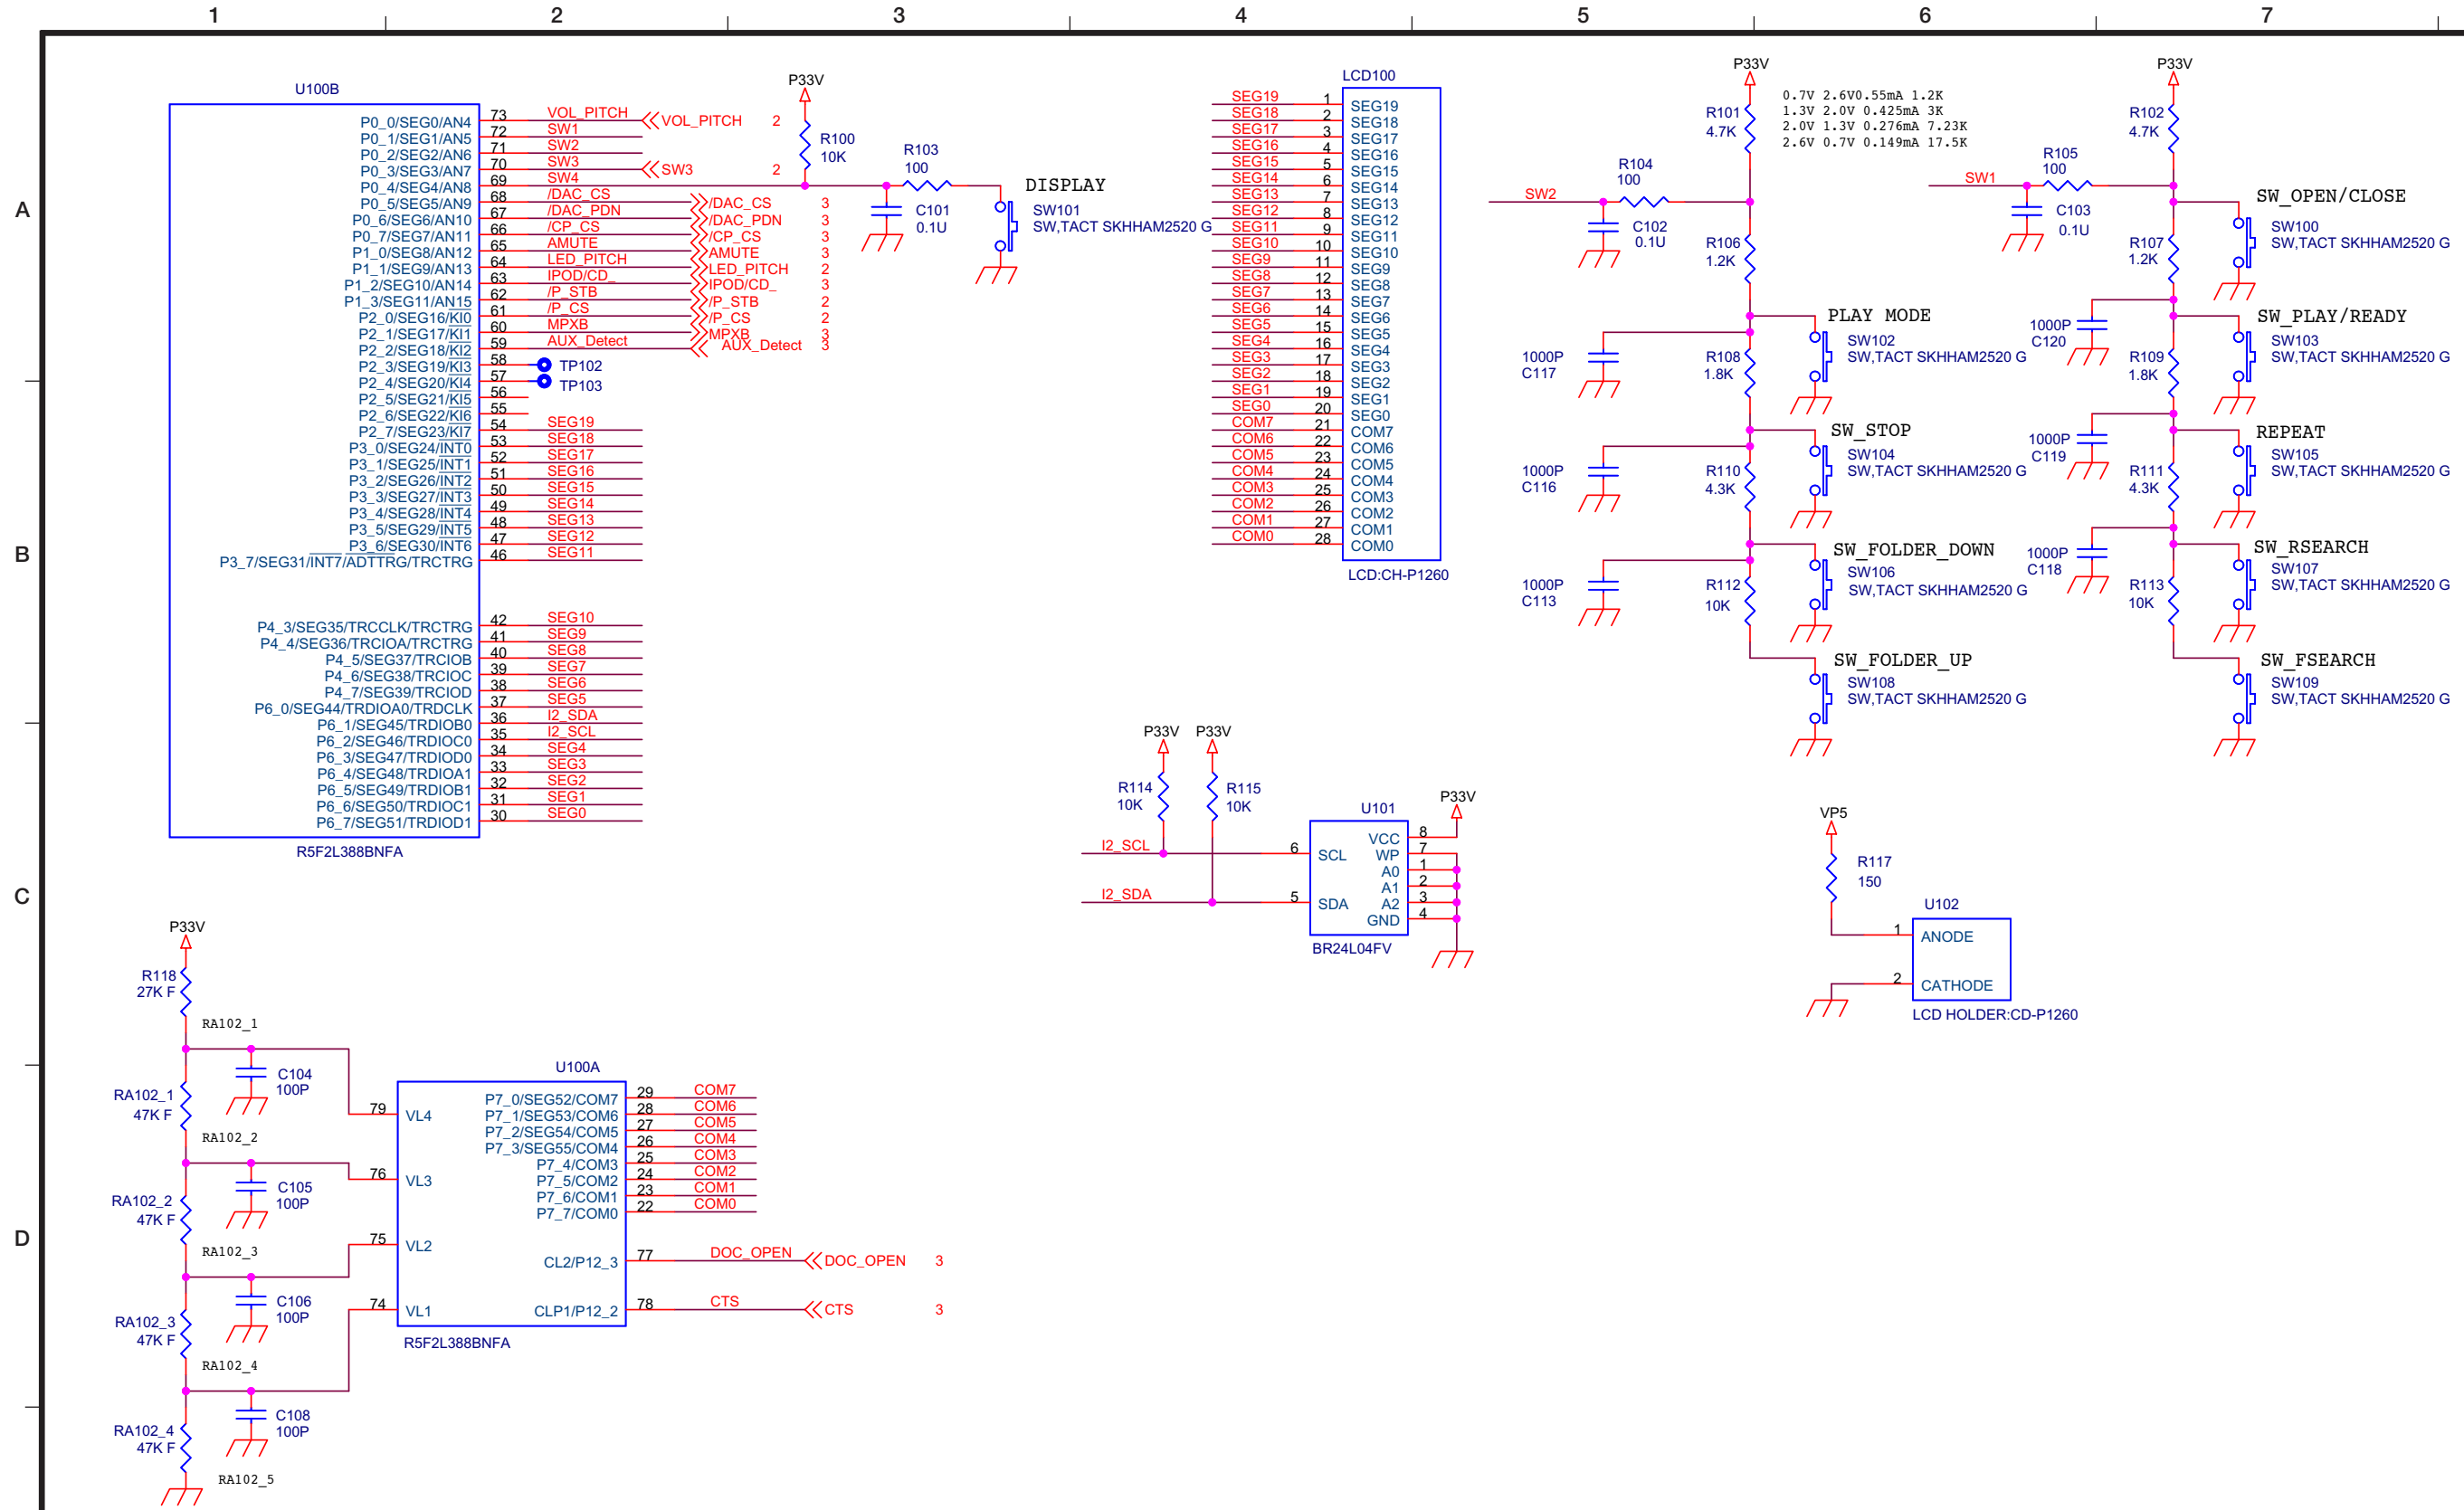 1 2 3 4 5 6 7
A
B
C
D
U100B
P0_0/SEG0/AN4 73 VOL_PITCH VOL_PITCH 2
P0_1/SEG1/AN5 72 SW1
P0_2/SEG2/AN6 71 SW2
P0_3/SEG3/AN7 70 SW3 SW3 2
P0_4/SEG4/AN8 69 SW4
P0_5/SEG5/AN9 68 /DAC_CS /DAC_CS 3
P0_6/SEG6/AN10 67 /DAC_PDN /DAC_PDN 3
P0_7/SEG7/AN11 66 /CP_CS /CP_CS 3
P1_0/SEG8/AN12 65 AMUTE AMUTE 3
P1_1/SEG9/AN13 64 LED_PITCH LED_PITCH 2
P1_2/SEG10/AN14 63 IPOD/CD_ IPOD/CD_ 3
P1_3/SEG11/AN15 62 /P_STB /P_STB 2
P2_0/SEG16/KI0 61 /P_CS /P_CS 2
P2_1/SEG17/KI1 60 MPXB MPXB 3
P2_2/SEG18/KI2 59 AUX_Detect AUX_Detect 3
P2_3/SEG19/KI3 58 TP102
P2_4/SEG20/KI4 57 TP103
P2_5/SEG21/KI5 56
P2_6/SEG22/KI6 55
P2_7/SEG23/KI7 54 SEG19
P3_0/SEG24/INT0 53 SEG18
P3_1/SEG25/INT1 52 SEG17
P3_2/SEG26/INT2 51 SEG16
P3_3/SEG27/INT3 50 SEG15
P3_4/SEG28/INT4 49 SEG14
P3_5/SEG29/INT5 48 SEG13
P3_6/SEG30/INT6 47 SEG12
P3_7/SEG31/INT7/ADTTRG/TRCTRG 46 SEG11
P4_3/SEG35/TRCCLK/TRCTRG 42 SEG10
P4_4/SEG36/TRCIOA/TRCTRG 41 SEG9
P4_5/SEG37/TRCIOB 40 SEG8
P4_6/SEG38/TRCIOC 39 SEG7
P4_7/SEG39/TRCIOD 38 SEG6
P6_0/SEG44/TRDIOA0/TRDCLK 37 SEG5
P6_1/SEG45/TRDIOB0 36 I2_SDA
P6_2/SEG46/TRDIOC0 35 I2_SCL
P6_3/SEG47/TRDIOD0 34 SEG4
P6_4/SEG48/TRDIOA1 33 SEG3
P6_5/SEG49/TRDIOB1 32 SEG2
P6_6/SEG50/TRDIOC1 31 SEG1
P6_7/SEG51/TRDIOD1 30 SEG0
R5F2L388BNFA
P33V
R100
10K
R103
100
C101
0.1U
DISPLAY
SW101
SW,TACT SKHHAM2520 G
LCD100
SEG19 1 SEG19
SEG18 2 SEG18
SEG17 3 SEG17
SEG16 4 SEG16
SEG15 5 SEG15
SEG14 6 SEG14
SEG13 7 SEG13
SEG12 8 SEG12
SEG11 9 SEG11
SEG10 10 SEG10
SEG9 11 SEG9
SEG8 12 SEG8
SEG7 13 SEG7
SEG6 14 SEG6
SEG5 15 SEG5
SEG4 16 SEG4
SEG3 17 SEG3
SEG2 18 SEG2
SEG1 19 SEG1
SEG0 20 SEG0
COM7 21 COM7
COM6 22 COM6
COM5 23 COM5
COM4 24 COM4
COM3 25 COM3
COM2 26 COM2
COM1 27 COM1
COM0 28 COM0
LCD:CH-P1260
P33V
R101
4.7K
0.7V 2.6V0.55mA 1.2K
1.3V 2.0V 0.425mA 3K
2.0V 1.3V 0.276mA 7.23K
2.6V 0.7V 0.149mA 17.5K
SW2
R104
100
C102
0.1U
R106
1.2K
PLAY MODE
SW102
SW,TACT SKHHAM2520 G
1000P
C117
R108
1.8K
SW_STOP
SW104
SW,TACT SKHHAM2520 G
1000P
C116
R110
4.3K
SW_FOLDER_DOWN
SW106
SW,TACT SKHHAM2520 G
1000P
C113
R112
10K
SW_FOLDER_UP
SW108
SW,TACT SKHHAM2520 G
P33V
R102
4.7K
SW1
R105
100
C103
0.1U
SW_OPEN/CLOSE
SW100
SW,TACT SKHHAM2520 G
R107
1.2K
SW_PLAY/READY
SW103
SW,TACT SKHHAM2520 G
1000P
C120
R109
1.8K
REPEAT
SW105
SW,TACT SKHHAM2520 G
1000P
C119
R111
4.3K
SW_RSEARCH
SW107
SW,TACT SKHHAM2520 G
1000P
C118
R113
10K
SW_FSEARCH
SW109
SW,TACT SKHHAM2520 G
P33V P33V
R114
10K
R115
10K
U101
P33V
I2_SCL 6 SCL
I2_SDA 5 SDA
VCC 8
WP 7
A0 1
A1 2
A2 3
GND 4
BR24L04FV
VP5
R117
150
U102
1 ANODE
2 CATHODE
LCD HOLDER:CD-P1260
P33V
R118
27K F
RA102_1
C104
100P
RA102_1
47K F
RA102_2
C105
100P
RA102_2
47K F
RA102_3
C106
100P
RA102_3
47K F
RA102_4
C108
100P
RA102_4
47K F
RA102_5
U100A
79 VL4
76 VL3
75 VL2
74 VL1
P7_0/SEG52/COM7 29 COM7
P7_1/SEG53/COM6 28 COM6
P7_2/SEG54/COM5 27 COM5
P7_3/SEG55/COM4 26 COM4
P7_4/COM3 25 COM3
P7_5/COM2 24 COM2
P7_6/COM1 23 COM1
P7_7/COM0 22 COM0
CL2/P12_3 77 DOC_OPEN DOC_OPEN 3
CLP1/P12_2 78 CTS CTS 3
R5F2L388BNFA